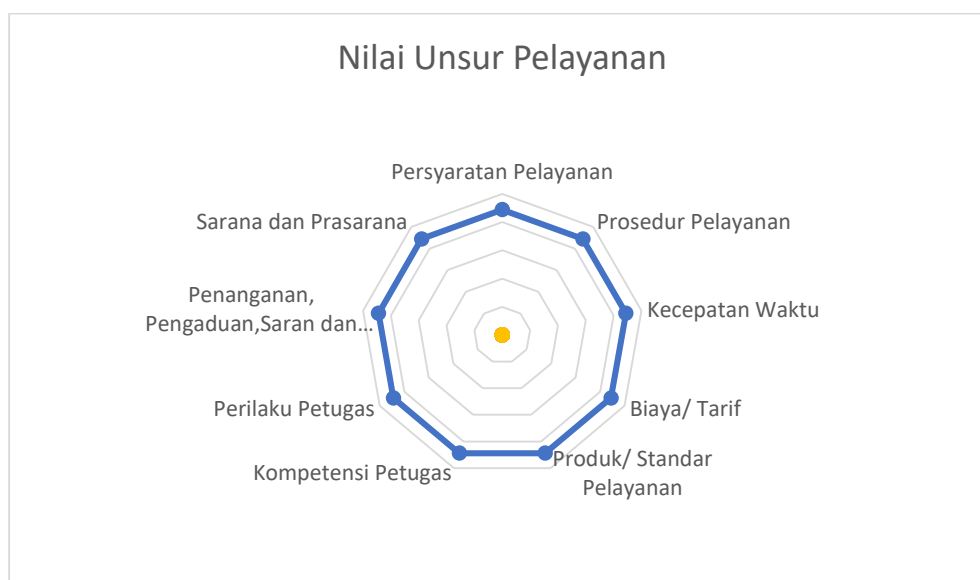 Nilai Unsur Pelayanan
Persyaratan Pelayanan
Prosedur Pelayanan
Kecepatan Waktu
Biaya/ Tarif
Produk/ Standar
Pelayanan
Kompetensi Petugas
Perilaku Petugas
Penanganan,
Pengaduan,Saran dan...
Sarana dan Prasarana